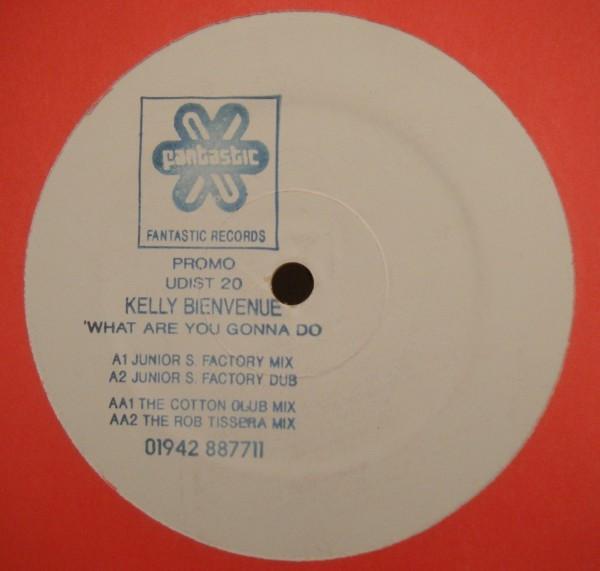 fantastic
FANTASTIC RECORDS
PROMO
UDIST 20
KELLY BIENVENUE
'WHAT ARE YOU GONNA DO
A1 JUNIOR S. FACTORY MIX
A2 JUNIOR S. FACTORY DUB
AA1 THE COTTON CLUB MIX
AA2 THE ROB TISSERA MIX
01942 887711